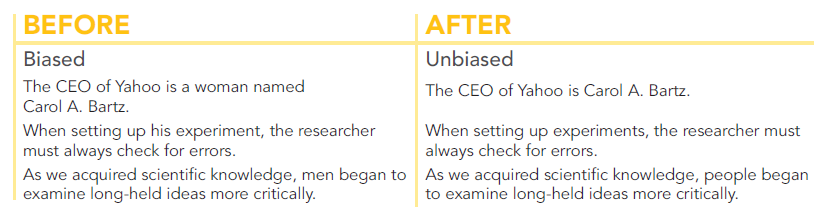 BEFORE
Biased
The CEO of Yahoo is a woman named
Carol A. Bartz.
When setting up his experiment, the researcher
must always check for errors.
As we acquired scientific knowledge, men began to
examine long-held ideas more critically.
AFTER
Unbiased
The CEO of Yahoo is Carol A. Bartz.
When setting up experiments, the researcher must
always check for errors.
As we acquired scientific knowledge, people began
to examine long-held ideas more critically.